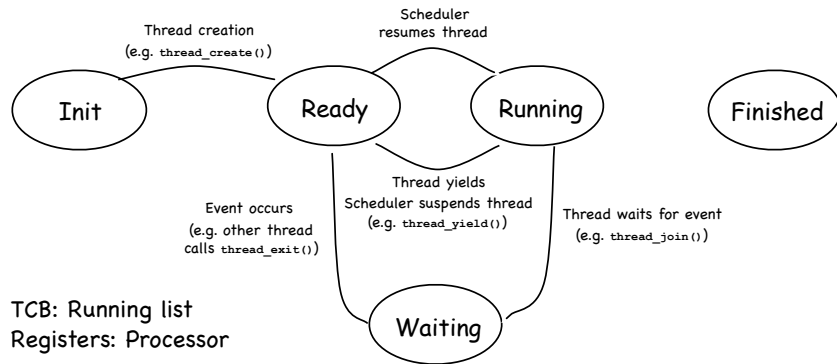 Thread creation
(e.g. thread_create())
Scheduler
resumes thread
Init
Ready
Running
Finished
Thread yields
Scheduler suspends thread
(e.g. thread_yield())
Event occurs
(e.g. other thread
calls thread_exit())
Thread waits for event
(e.g. thread_join())
Waiting
TCB: Running list
Registers: Processor